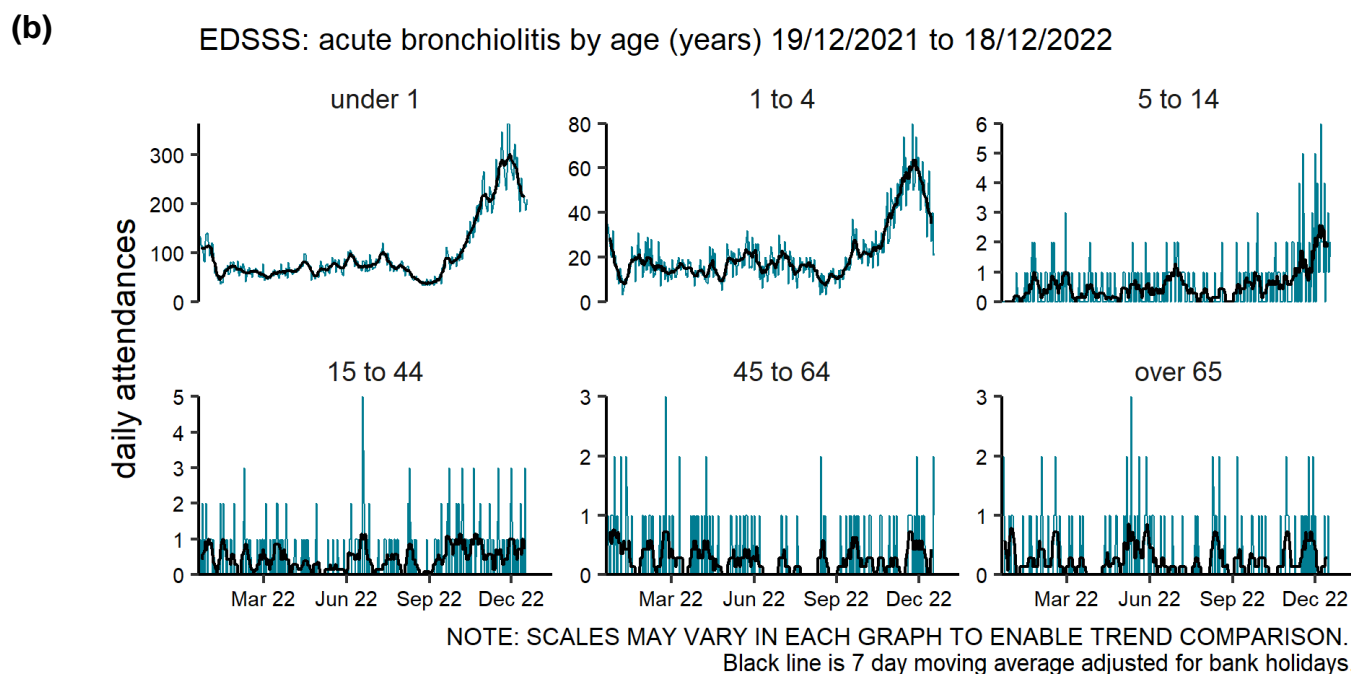 (b)
EDSSS: acute bronchiolitis by age (years) 19/12/2021 to 18/12/2022
daily attendances
under 1
300
200
100
0
1 to 4
80
60
40
20
0
5 to 14
6
5
4
3
2
1
0
15 to 44
5
4
3
2
1
0
Mar 22 Jun 22 Sep 22 Dec 22
45 to 64
3
2
1
0
Mar 22 Jun 22 Sep 22 Dec 22
over 65
3
2
1
0
Mar 22 Jun 22 Sep 22 Dec 22
NOTE: SCALES MAY VARY IN EACH GRAPH TO ENABLE TREND COMPARISON.
Black line is 7 day moving average adjusted for bank holidays